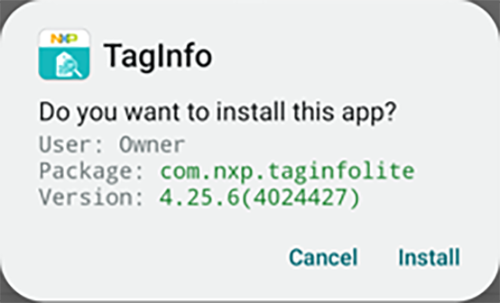 NXP
TagInfo
Do you want to install this app?
User: Owner
Package: com.nxp.taginfolite
Version: 4.25.6(4024427)
Cancel Install